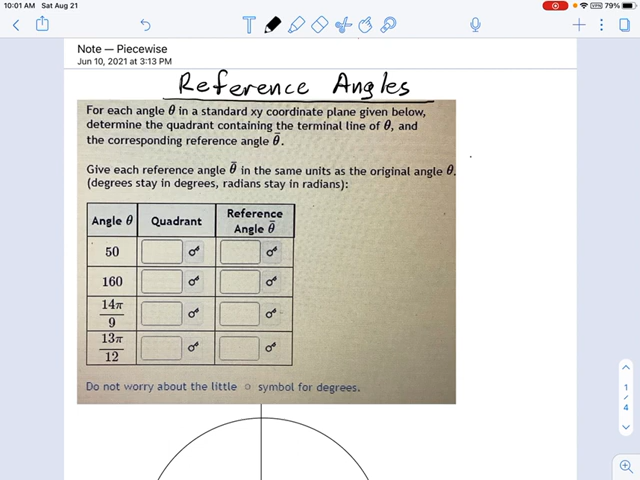 10:01 AM Sat Aug 21
VPN 79%
T
Note — Piecewise
Jun 10, 2021 at 3:13 PM
Reference Angles
For each angle θ in a standard xy coordinate plane given below,
determine the quadrant containing the terminal line of θ, and
the corresponding reference angle θ̄.
Give each reference angle θ̄ in the same units as the original angle θ.
(degrees stay in degrees, radians stay in radians):
Angle θ Quadrant Reference Angle θ̄
50
160
14π/9
13π/12
Do not worry about the little o symbol for degrees.
1
/
4